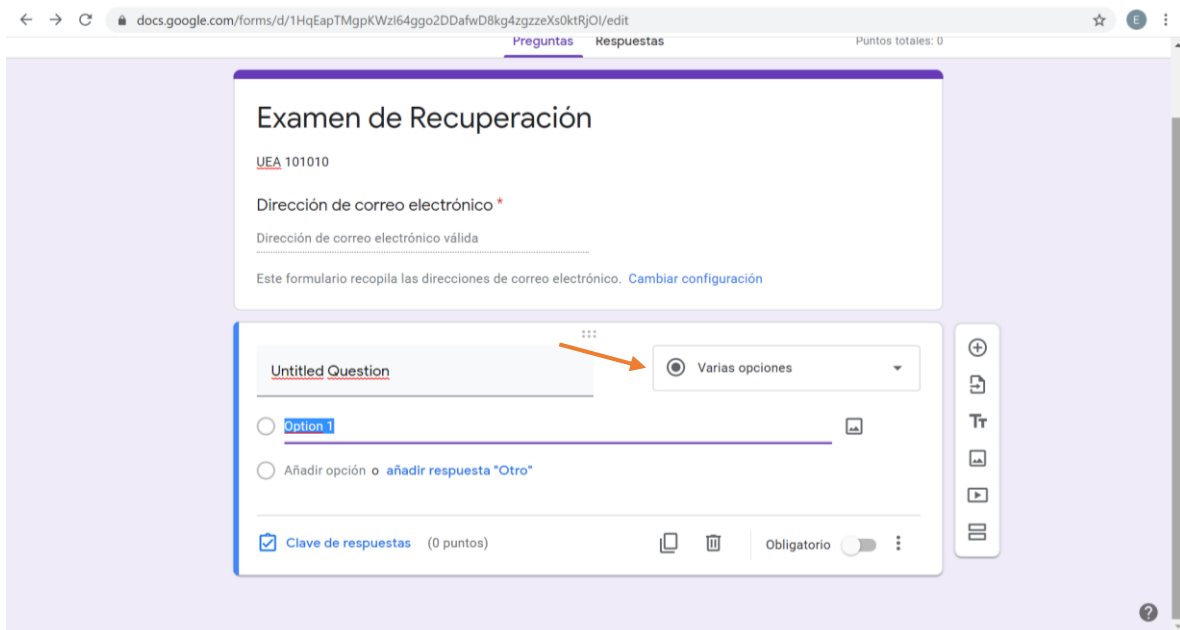 docs.google.com/forms/d/1HqEapTMgpKWzl64ggo2DDafwD8kg4zgzzeXs0ktRjOI/edit
E
Preguntas Respuestas Puntos totales: 0
Examen de Recuperación
UEA 101010
Dirección de correo electrónico *
Dirección de correo electrónico válida
Este formulario recopila las direcciones de correo electrónico. Cambiar configuración
Untitled Question
Varias opciones
Option 1
Añadir opción o añadir respuesta "Otro"
Clave de respuestas (0 puntos)
Obligatorio